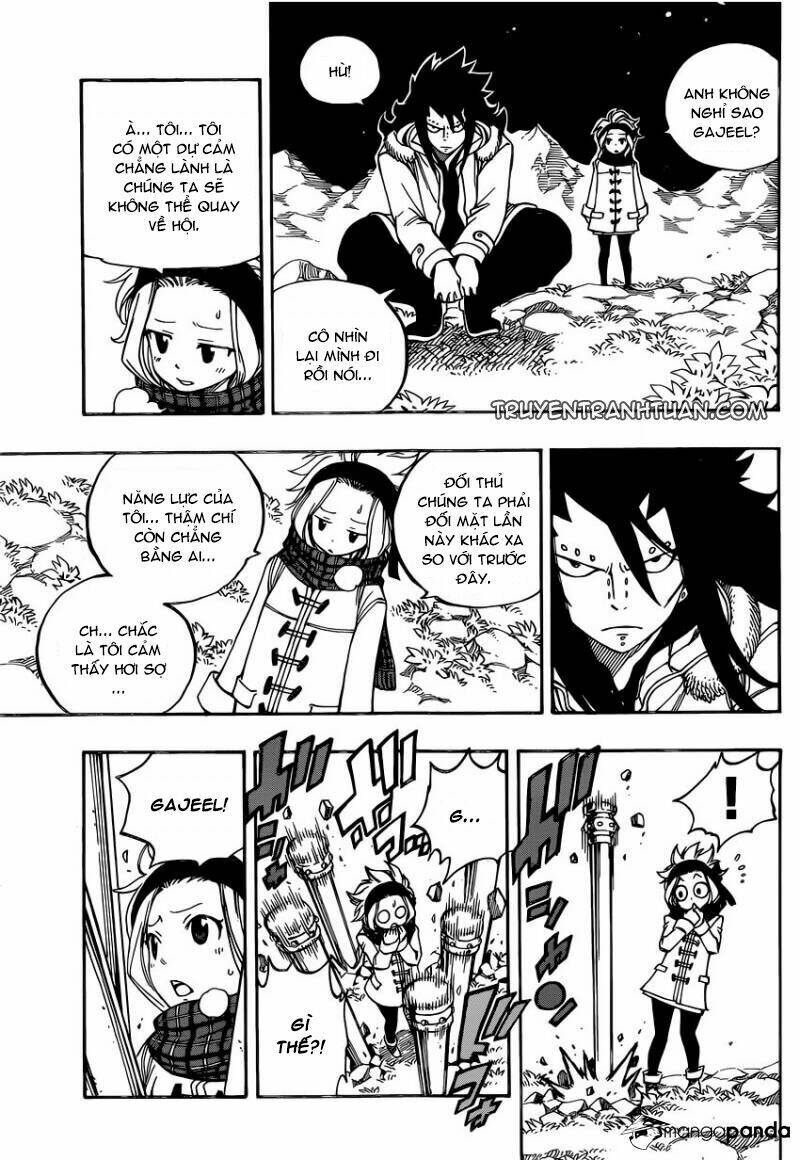 ANH KHÔNG
NGHỈ SAO
GAJEEL?
HỪ!
CÔ NHÌN
LẠI MÌNH ĐI
RỒI NÓI...
À... TÔI... TÔI
CÓ MỘT DỰ CẢM
CHẲNG LÀNH LÀ
CHÚNG TA SẼ
KHÔNG THỂ QUAY
VỀ HỘI.
TRUYENTRANHTUAN.COM
ĐỐI THỦ
CHÚNG TA PHẢI
ĐỐI MẶT LẦN
NÀY KHÁC XA
SO VỚI TRƯỚC
ĐÂY.
NĂNG LỰC CỦA
TÔI... THẬM CHÍ
CÒN CHẲNG
BẰNG AI...
CH... CHẮC
LÀ TÔI CẢM
THẤY HƠI SỢ
...
!
G...
GÌ
THẾ?!
GAJEEL!
mangapanda